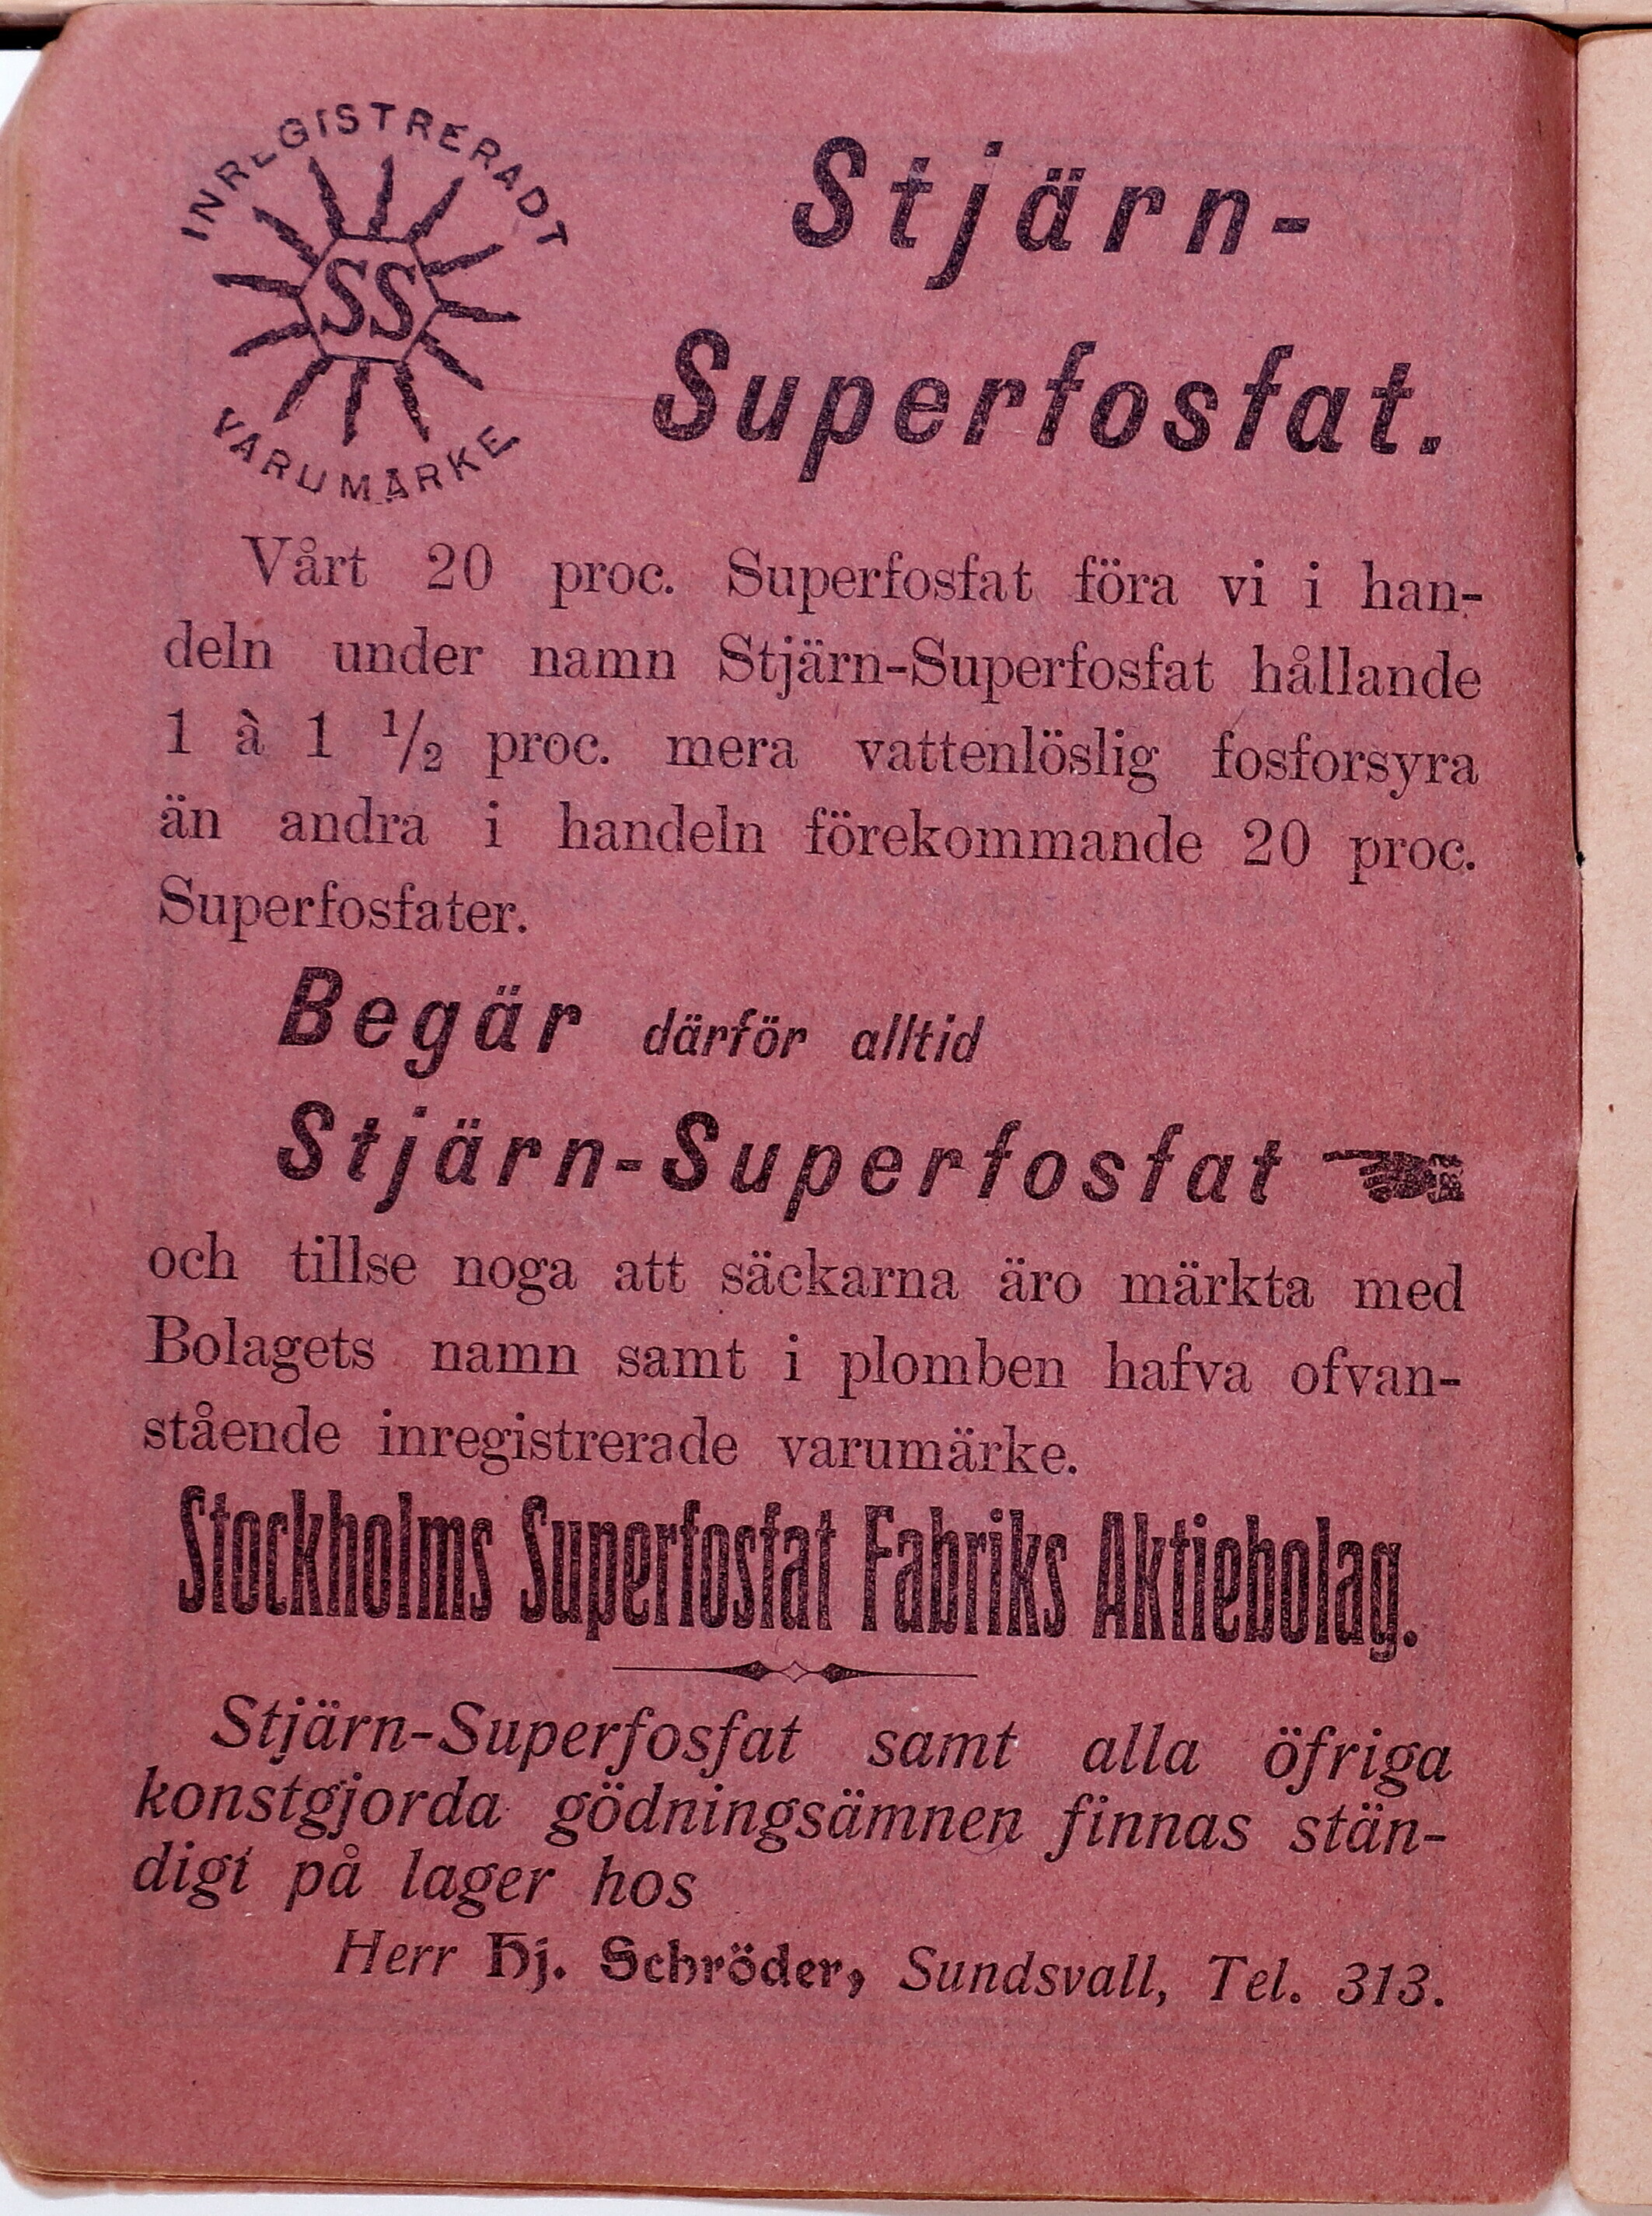 INREGISTRERADT
SS
VARUMÄRKE
Stjärn-
Superfosfat.
Vårt 20 proc. Superfosfat föra vi i han-
deln under namn Stjärn-Superfosfat hållande
1 à 1 1/2 proc. mera vattenlöslig fosforsyra
än andra i handeln förekommande 20 proc.
Superfosfater.
Begär därför alltid
Stjärn-Superfosfat
och tillse noga att säckarna äro märkta med
Bolagets namn samt i plomben hafva ofvan-
stående inregistrerade varumärke.
Stockholms Superfosfat Fabriks Aktiebolag.
Stjärn-Superfosfat samt alla öfriga
konstgjorda gödningsämnen finnas stän-
digt på lager hos
Herr Hj. Schröder, Sundsvall, Tel. 313.